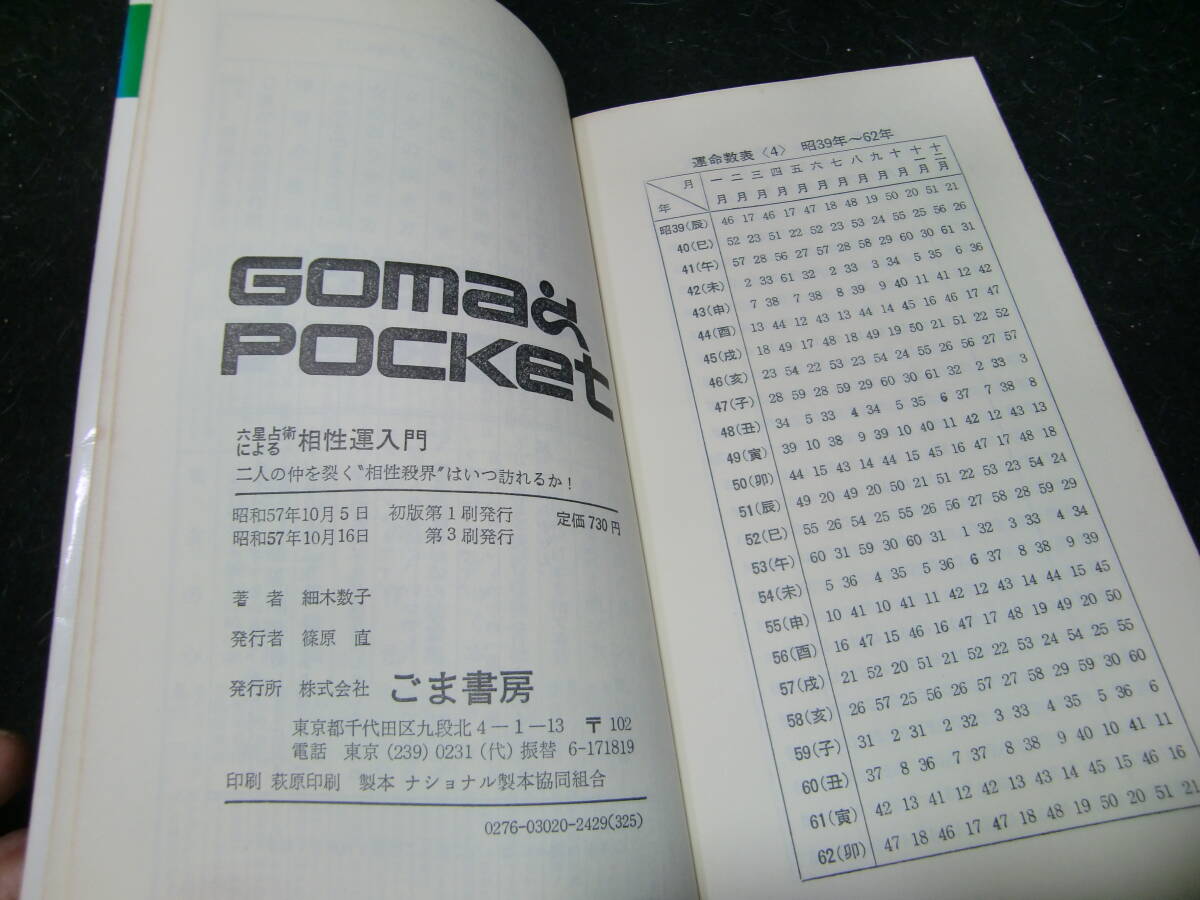 GOMA
POCKET
六星占術による 相性運入門
二人の仲を裂く“相性殺界”はいつ訪れるか！
昭和57年10月5日 初版第1刷発行 定価 730円
昭和57年10月16日 第3刷発行
著者 細木数子
発行者 篠原 直
発行所 株式会社 ごま書房
東京都千代田区九段北4－1－13 〒102
電話 東京(239)0231(代)振替 6-171819
印刷 萩原印刷 製本 ナショナル製本協同組合
0276-03020-2429(325)
運命数表〈4〉 昭39年〜62年
年 月 一月 二月 三月 四月 五月 六月 七月 八月 九月 十月 十一月 十二月
昭39(辰) 46 17 46 17 47 18 48 19 50 20 51 21
40(巳) 52 23 51 22 52 23 53 24 55 25 56 26
41(午) 57 28 56 27 57 28 58 29 60 30 61 31
42(未) 2 33 61 32 2 33 3 34 5 35 6 36
43(申) 7 38 7 38 8 39 9 40 11 41 12 42
44(酉) 13 44 12 43 13 44 14 45 16 46 17 47
45(戌) 18 49 17 48 18 49 19 50 21 51 22 52
46(亥) 23 54 22 53 23 54 24 55 26 56 27 57
47(子) 28 59 28 59 29 60 30 61 32 2 33 3
48(丑) 34 5 33 4 34 5 35 6 37 7 38 8
49(寅) 39 10 38 9 39 10 40 11 42 12 43 13
50(卯) 44 15 43 14 44 15 45 16 47 17 48 18
51(辰) 49 20 49 20 50 21 51 22 53 23 54 24
52(巳) 55 26 54 25 55 26 56 27 58 28 59 29
53(午) 60 31 59 30 60 31 1 32 3 33 4 34
54(未) 5 36 4 35 5 36 6 37 8 38 9 39
55(申) 10 41 10 41 11 42 12 43 14 44 15 45
56(酉) 16 47 15 46 16 47 17 48 19 49 20 50
57(戌) 21 52 20 51 21 52 22 53 24 54 25 55
58(亥) 26 57 25 56 26 57 27 58 29 59 30 60
59(子) 31 2 31 2 32 3 33 4 35 5 36 6
60(丑) 37 8 36 7 37 8 38 9 40 10 41 11
61(寅) 42 13 41 12 42 13 43 14 45 15 46 16
62(卯) 47 18 46 17 47 18 48 19 50 20 51 21